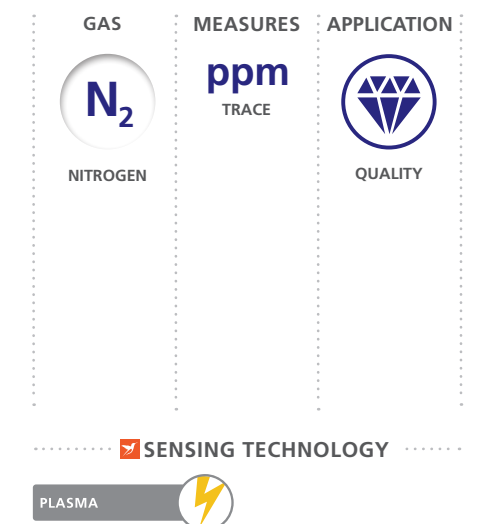 GAS
N2
NITROGEN
MEASURES
ppm
TRACE
APPLICATION
QUALITY
SENSING TECHNOLOGY
PLASMA